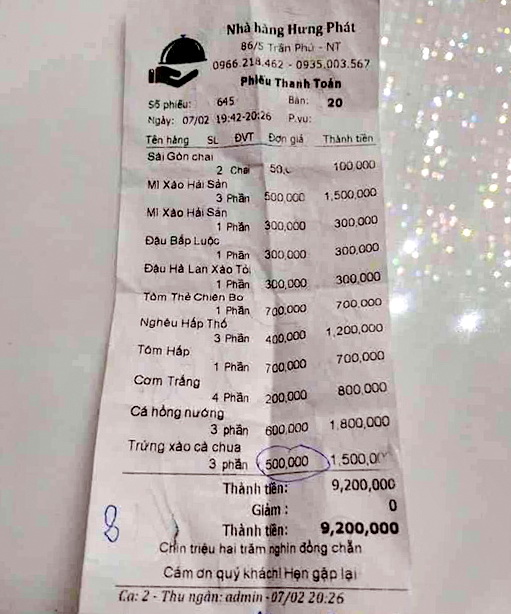 Nhà hàng Hưng Phát
86/5 Trần Phú - NT
0966.218.462 - 0935.003.567
Phiếu Thanh Toán
Số phiếu: 645 Bàn: 20
Ngày: 07/02 19:42-20:26 P.vụ:
Tên hàng SL ĐVT Đơn giá Thành tiền
Sài Gòn chai
2 Chai 50,0 100,000
Mì Xào Hải Sản
3 Phần 500,000 1,500,000
Mì Xào Hải Sản
1 Phần 300,000 300,000
Đậu Bắp Luộc
1 Phần 300,000 300,000
Đậu Hà Lan Xào Tỏi
1 Phần 300,000 300,000
Tôm Thẻ Chiên Bơ
1 Phần 700,000 700,000
Nghêu Hấp Thố
3 Phần 400,000 1,200,000
Tôm Hấp
1 Phần 700,000 700,000
Cơm Trắng
4 Phần 200,000 800,000
Cá hồng nướng
3 phần 600,000 1,800,000
Trứng xào cà chua
3 phần 500,000 1,500,00
Thành tiền: 9,200,000
Giảm : 0
Thành tiền: 9,200,000
Chín triệu hai trăm nghìn đồng chẵn
Cám ơn quý khách! Hẹn gặp lại
Ca: 2 - Thu ngân: admin - 07/02 20:26